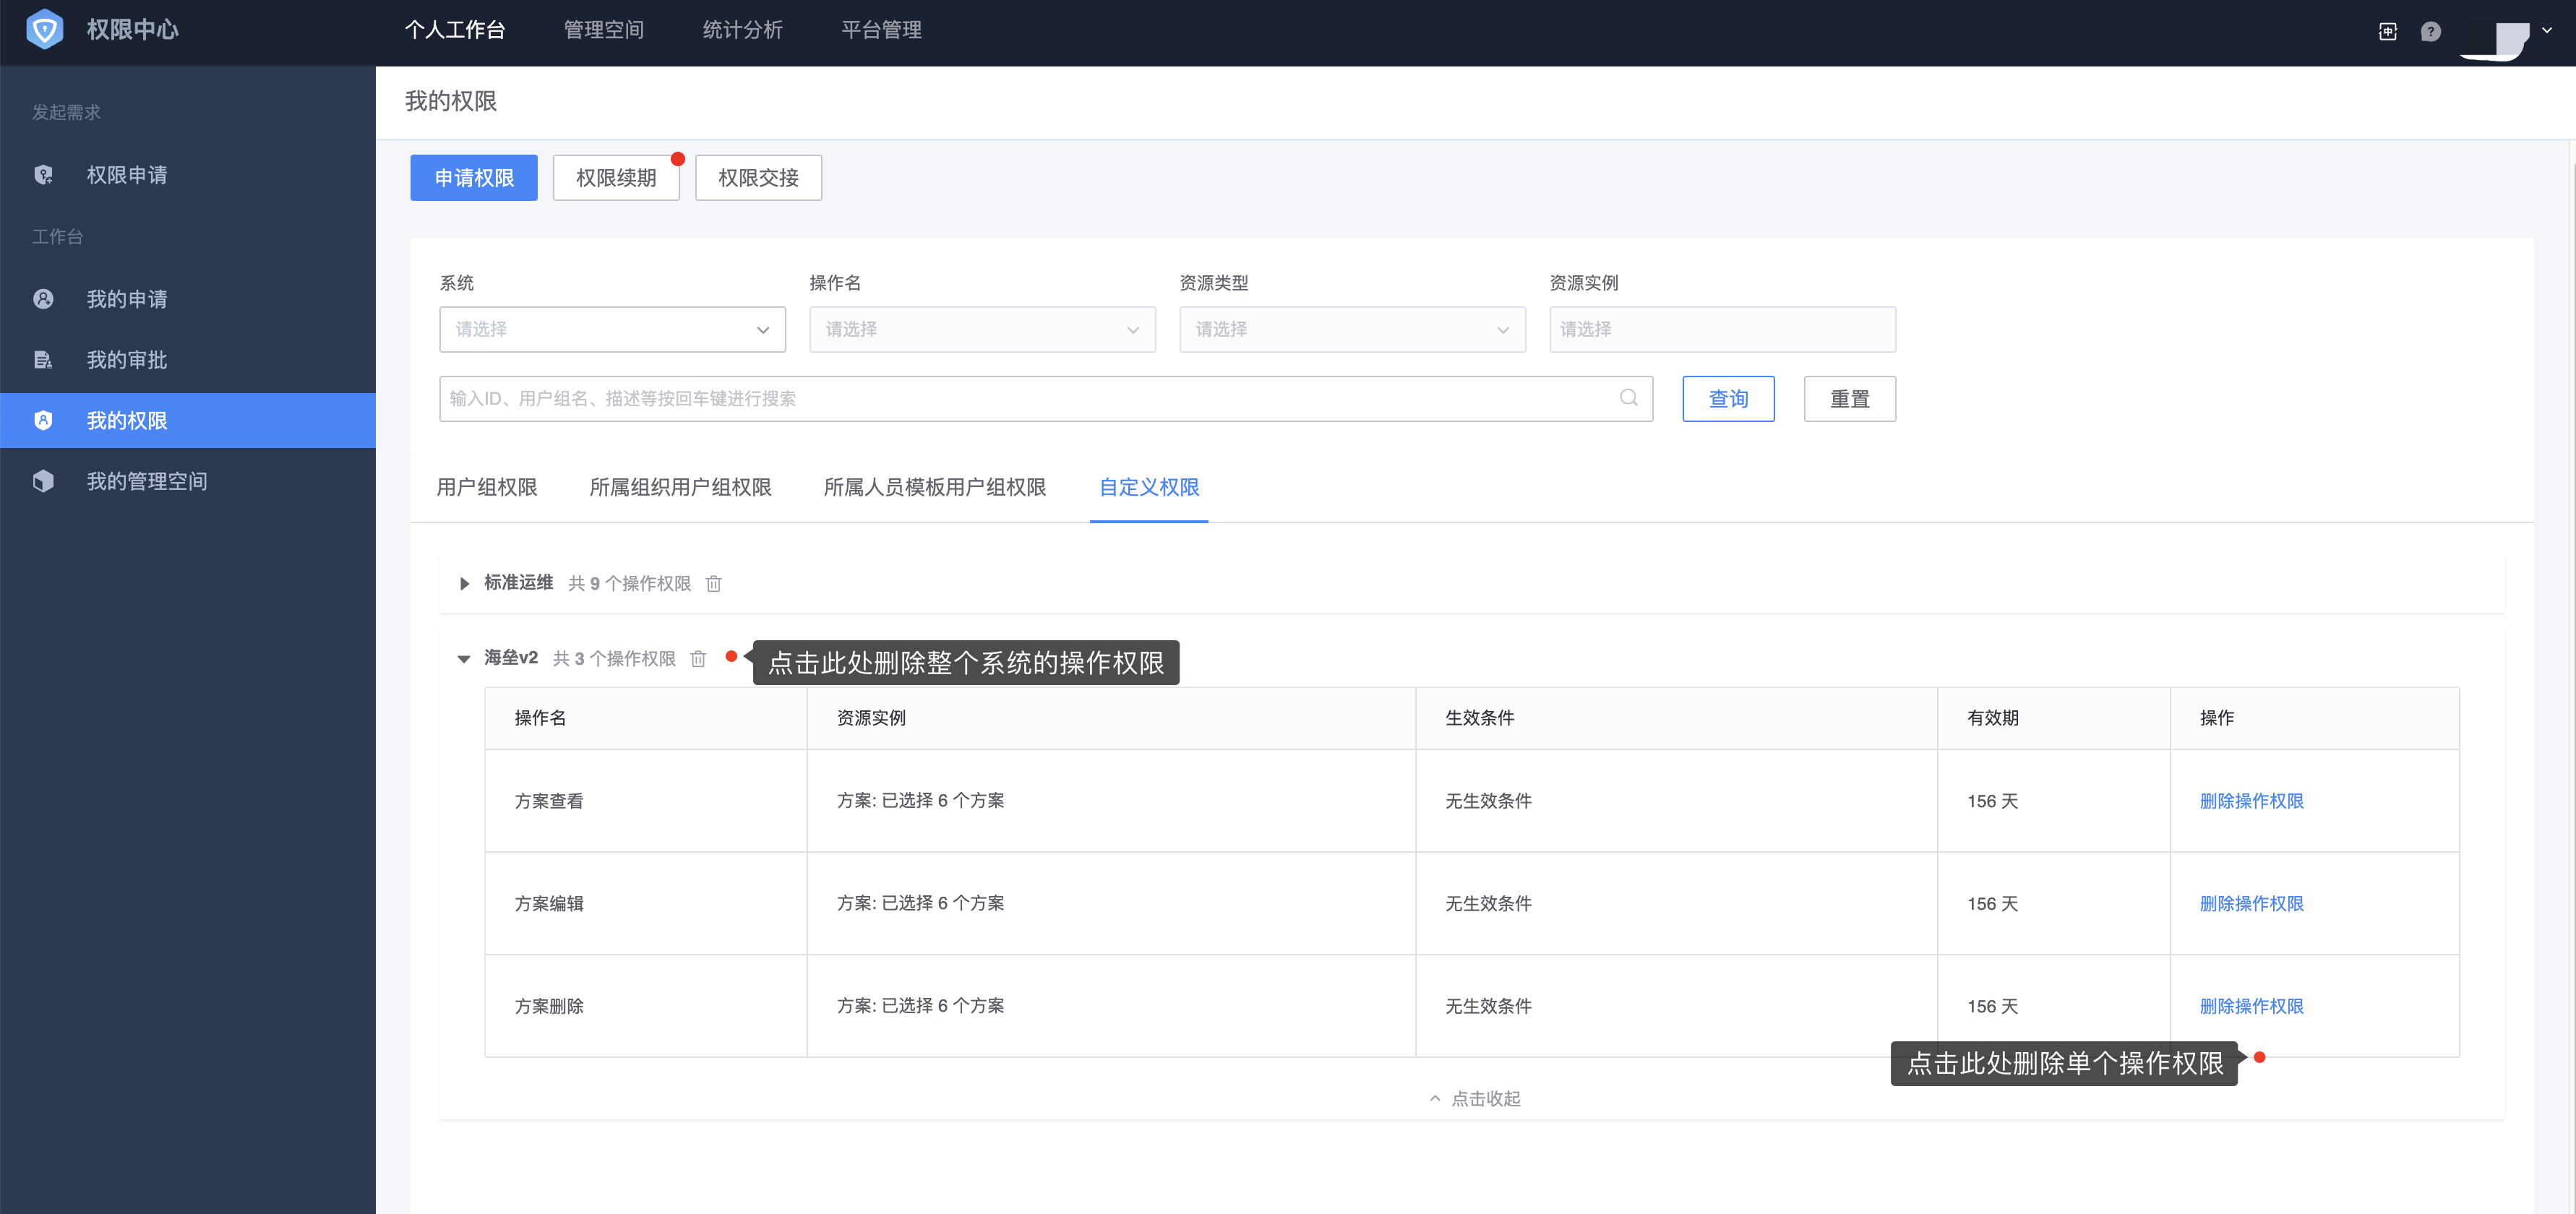 权限中心
个人工作台 管理空间 统计分析 平台管理
中 ?
发起需求
权限申请
工作台
我的申请
我的审批
我的权限
我的管理空间
我的权限
申请权限 权限续期 权限交接
系统 操作名 资源类型 资源实例
请选择 请选择 请选择 请选择
输入ID、用户组名、描述等按回车键进行搜索 查询 重置
用户组权限 所属组织用户组权限 所属人员模板用户组权限 自定义权限
标准运维 共 9 个操作权限
海垒v2 共 3 个操作权限 点击此处删除整个系统的操作权限
操作名 资源实例 生效条件 有效期 操作
方案查看 方案: 已选择 6 个方案 无生效条件 156 天 删除操作权限
方案编辑 方案: 已选择 6 个方案 无生效条件 156 天 删除操作权限
方案删除 方案: 已选择 6 个方案 无生效条件 156 天 删除操作权限
点击此处删除单个操作权限
点击收起